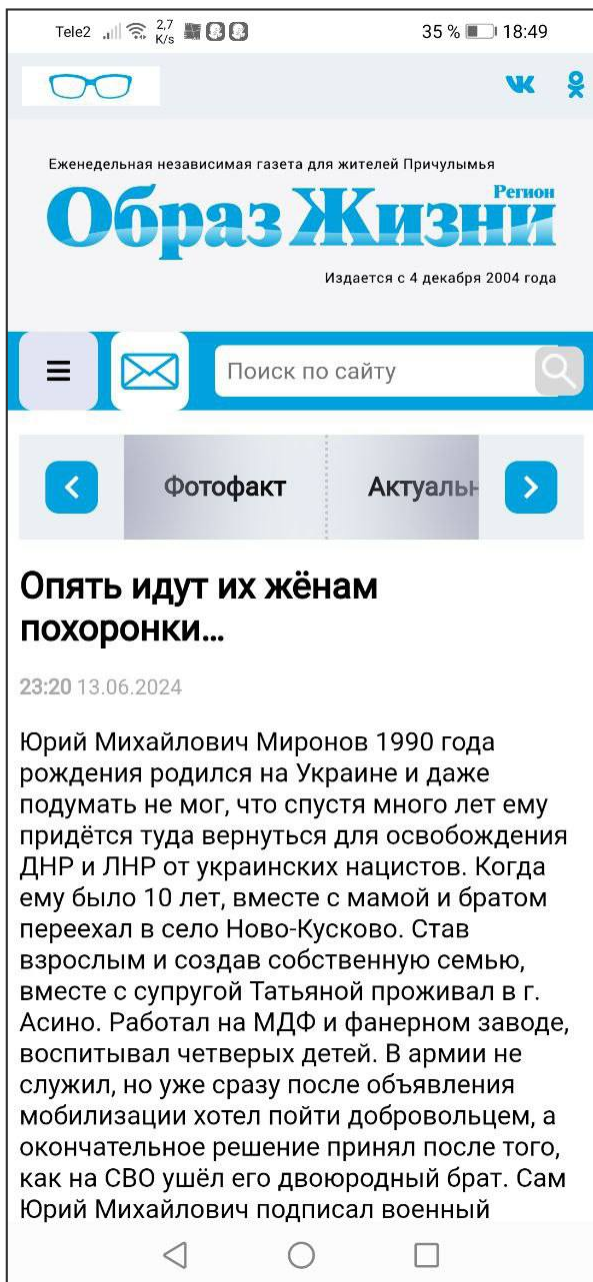 Tele2 2,7 K/s 35 % 18:49
Еженедельная независимая газета для жителей Причулымья
Регион
Образ Жизни
Издается с 4 декабря 2004 года
Поиск по сайту
Фотофакт Актуальн
Опять идут их жёнам
похоронки...
23:20 13.06.2024
Юрий Михайлович Миронов 1990 года
рождения родился на Украине и даже
подумать не мог, что спустя много лет ему
придётся туда вернуться для освобождения
ДНР и ЛНР от украинских нацистов. Когда
ему было 10 лет, вместе с мамой и братом
переехал в село Ново-Кусково. Став
взрослым и создав собственную семью,
вместе с супругой Татьяной проживал в г.
Асино. Работал на МДФ и фанерном заводе,
воспитывал четверых детей. В армии не
служил, но уже сразу после объявления
мобилизации хотел пойти добровольцем, а
окончательное решение принял после того,
как на СВО ушёл его двоюродный брат. Сам
Юрий Михайлович подписал военный